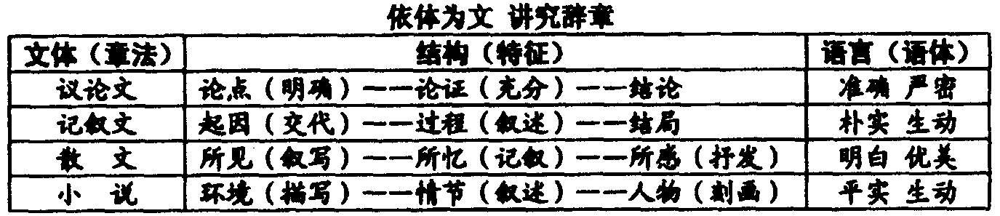 依体为文 讲究辞章
文体（章法） 结构（特征） 语言（语体）
议论文 论点（明确）——论证（充分）——结论 准确 严密
记叙文 起因（交代）——过程（叙述）——结局 朴实 生动
散 文 所见（叙写）——所忆（记叙）——所感（抒发） 明白 优美
小 说 环境（描写）——情节（叙述）——人物（刻画） 平实 生动